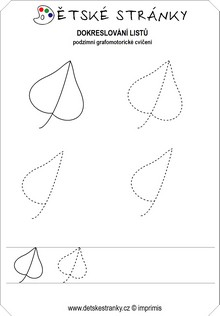 DĚTSKÉ STRÁNKY
DOKRESLOVÁNÍ LISTŮ
podzimní grafomotorické cvičení
www.detskestranky.cz © imprimis